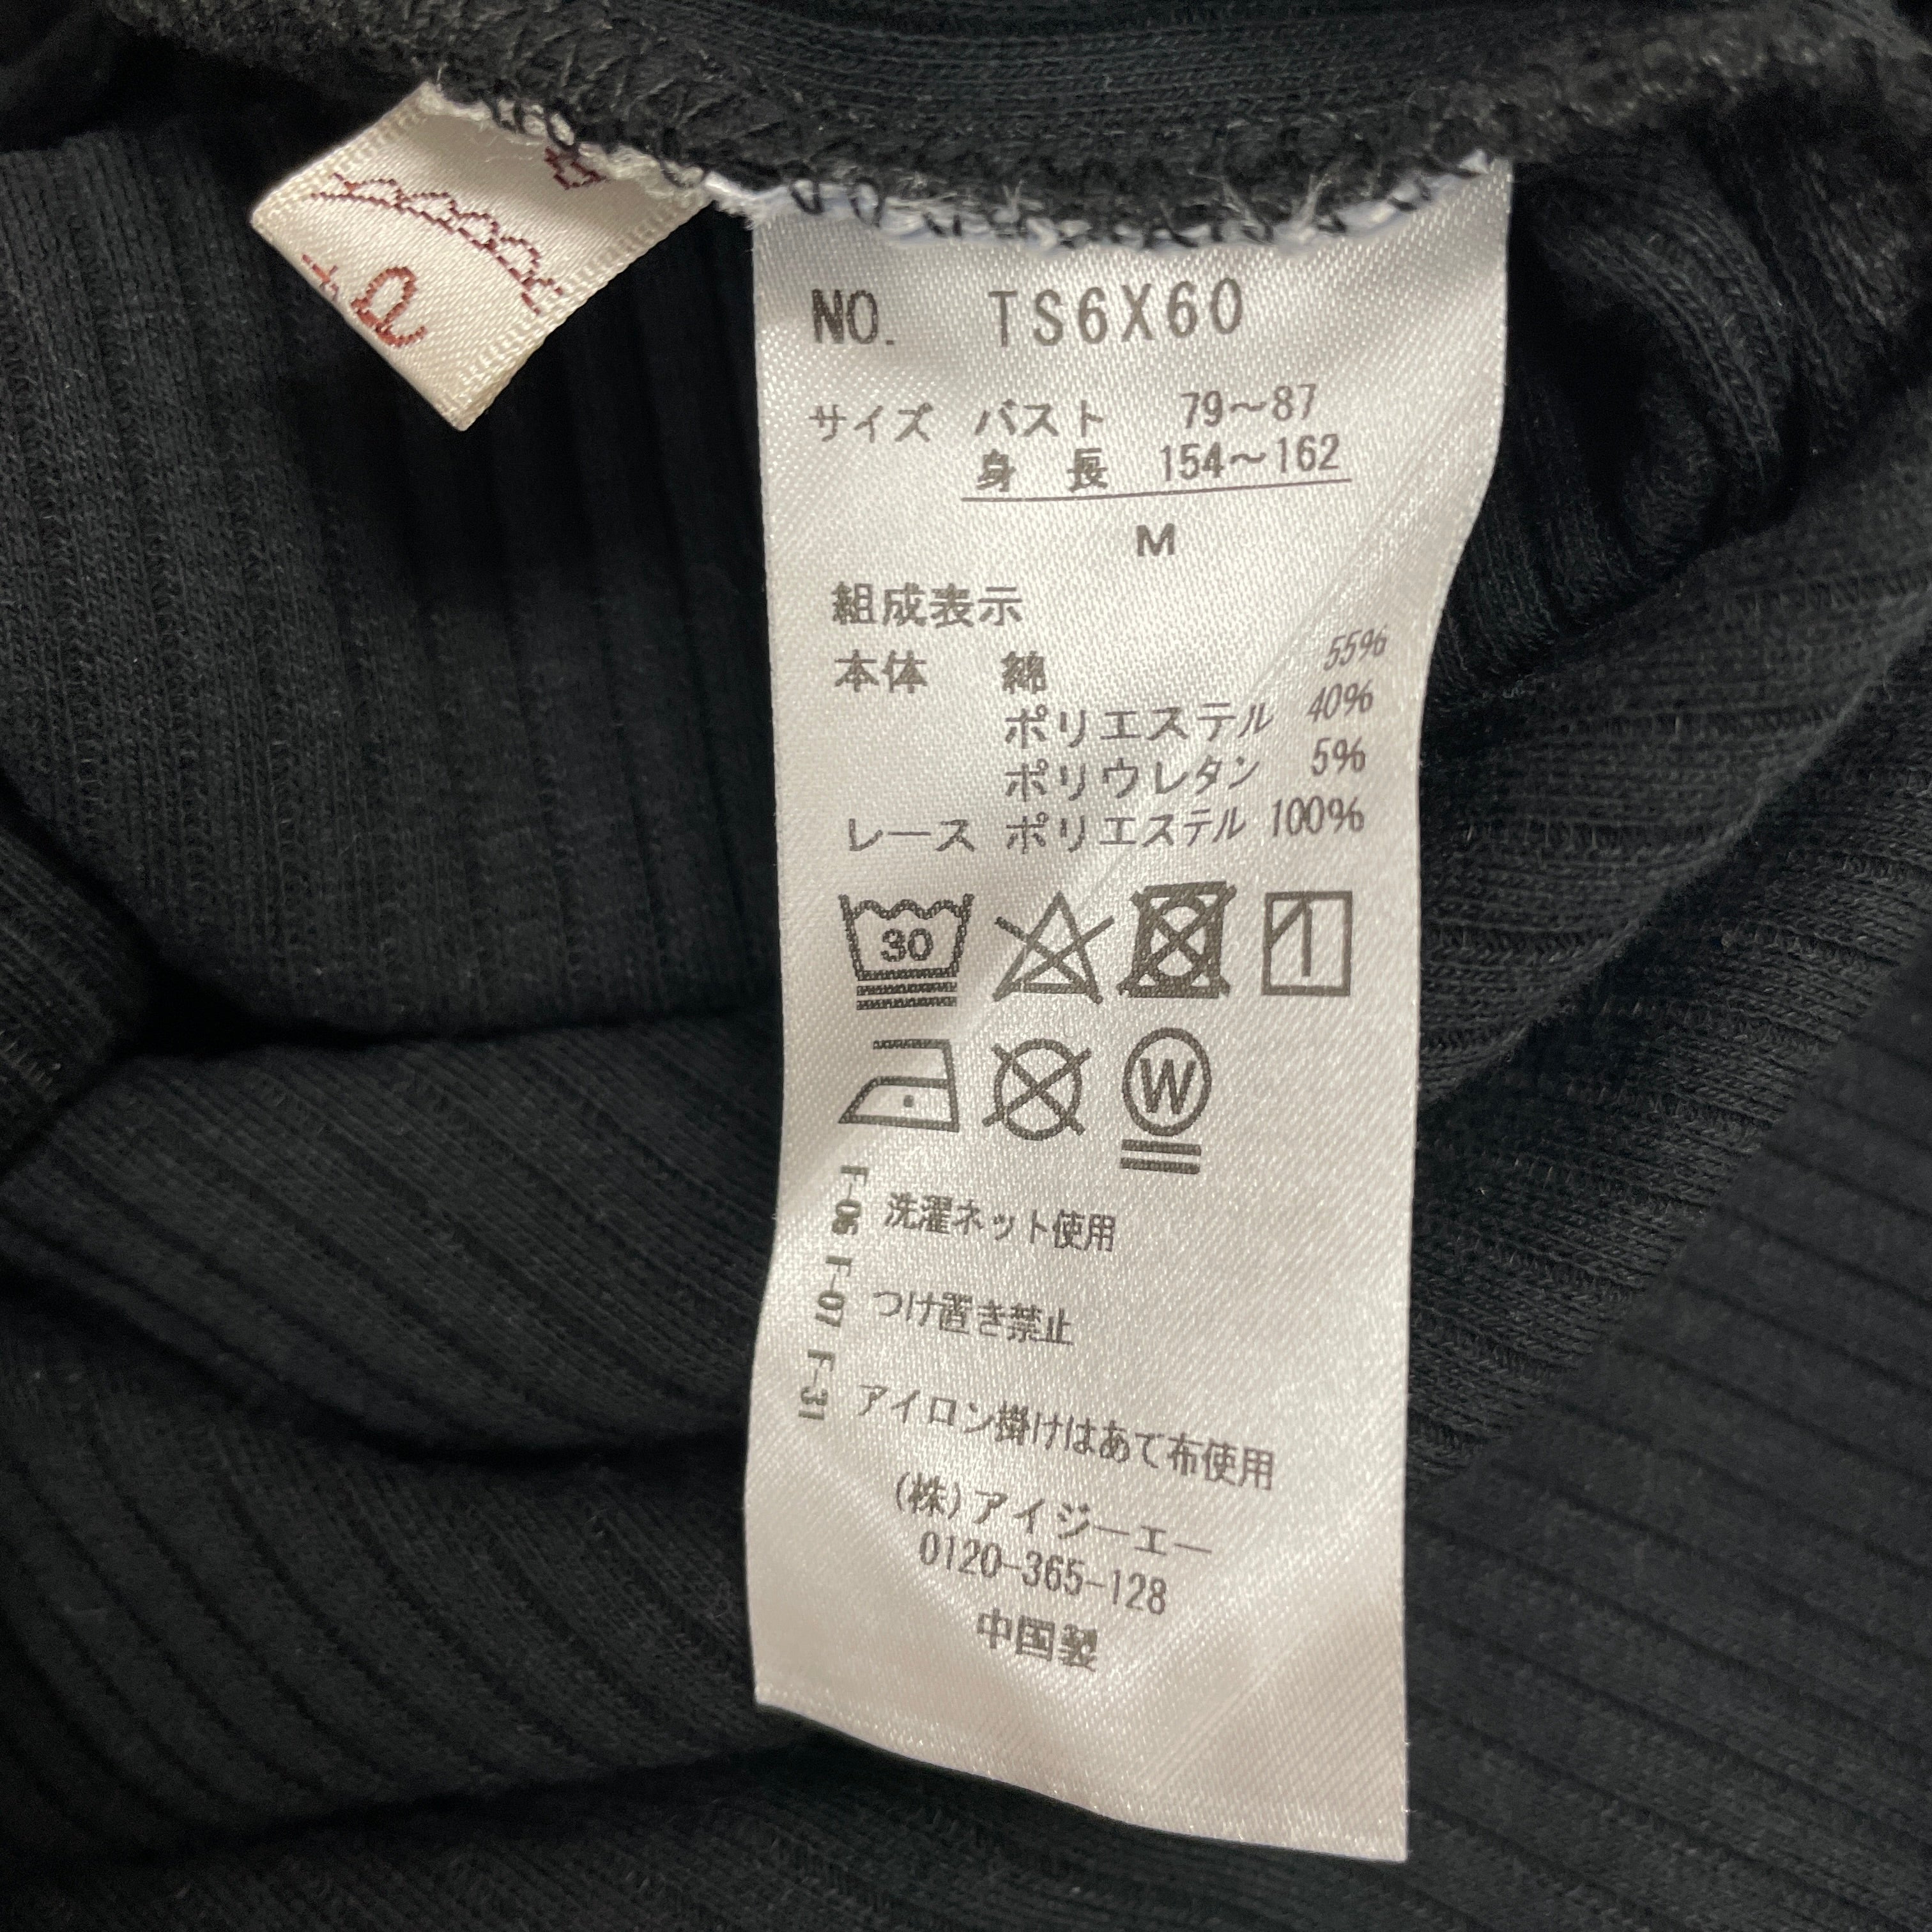 NO. TS6X60
サイズ バスト 79～87
身長 154～162
M
組成表示
本体 綿 55%
ポリエステル 40%
ポリウレタン 5%
レース ポリエステル 100%
30
W
F-06 F-07 F-31
洗濯ネット使用
つけ置き禁止
アイロン掛けはあて布使用
(株)アイジーエー
0120-365-128
中国製